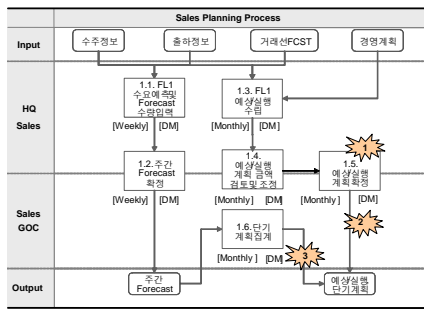 Sales Planning Process
Input
수주정보
출하정보
거래선FCST
경영계획
HQ
Sales
1.1. FL1
수요예측및
Forecast
수량입력
[Weekly] [DM]
1.3. FL1
예상/실행
수립
[Monthly] [DM]
Sales
GOC
1.2. 주간
Forecast
확정
[Weekly] [DM]
1.4.
예상/실행
계획 금액
검토및 조정
[Monthly] [DM]
1
1.5.
예상/실행
계획확정
[Monthly] [DM]
2
1.6.단기
계획집계
[Monthly] [DM]
3
Output
주간
Forecast
예상/실행,
단기계획